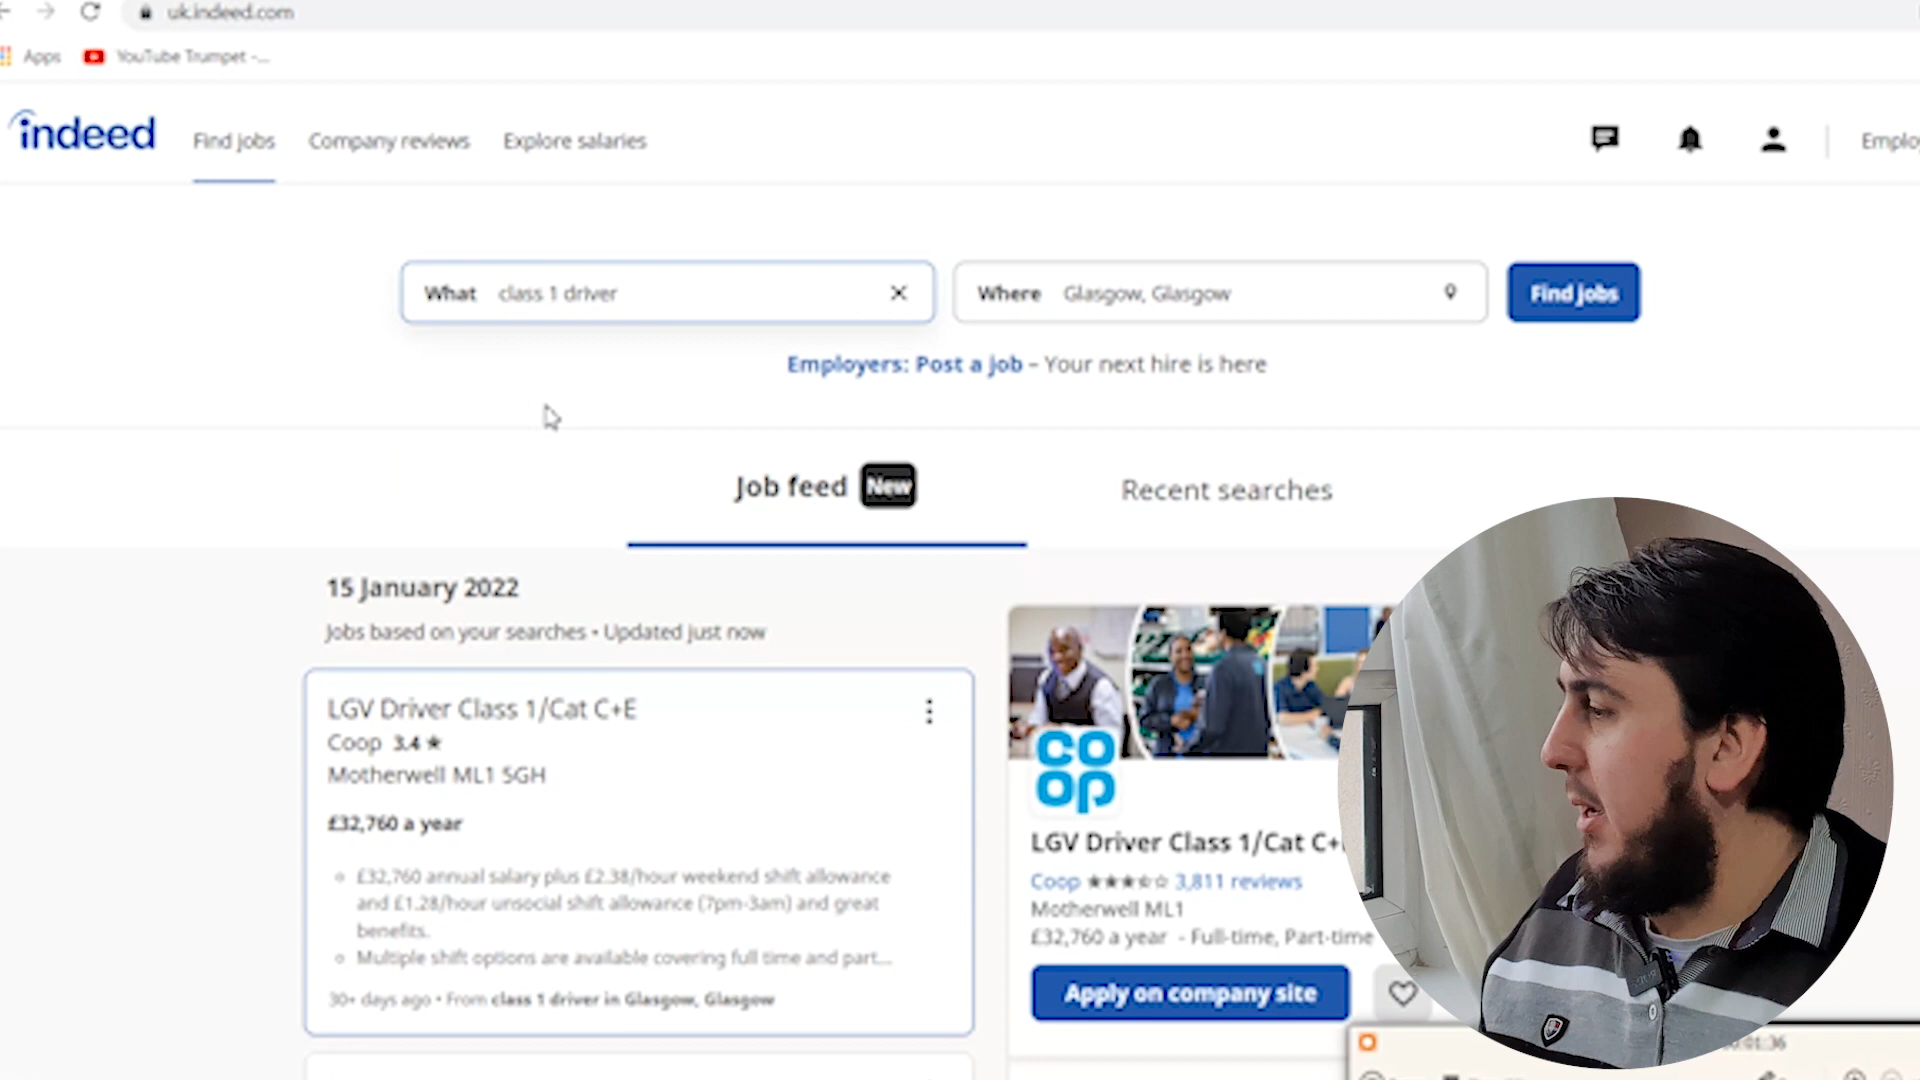 uk.indeed.com
Apps YouTube Trumpet -...
indeed Find jobs Company reviews Explore salaries Employ
What class 1 driver Where Glasgow, Glasgow Find jobs
Employers: Post a job – Your next hire is here
Job feed New Recent searches
15 January 2022
Jobs based on your searches • Updated just now
LGV Driver Class 1/Cat C+E
Coop 3.4 ★
Motherwell ML1 5GH
£32,760 a year
£32,760 annual salary plus £2.38/hour weekend shift allowance
and £1.28/hour unsocial shift allowance (7pm-3am) and great
benefits.
Multiple shift options are available covering full time and part...
30+ days ago • From class 1 driver in Glasgow, Glasgow
CO
OP
LGV Driver Class 1/Cat C+
Coop ★★★☆☆ 3,811 reviews
Motherwell ML1
£32,760 a year - Full-time, Part-time
Apply on company site
:01:36